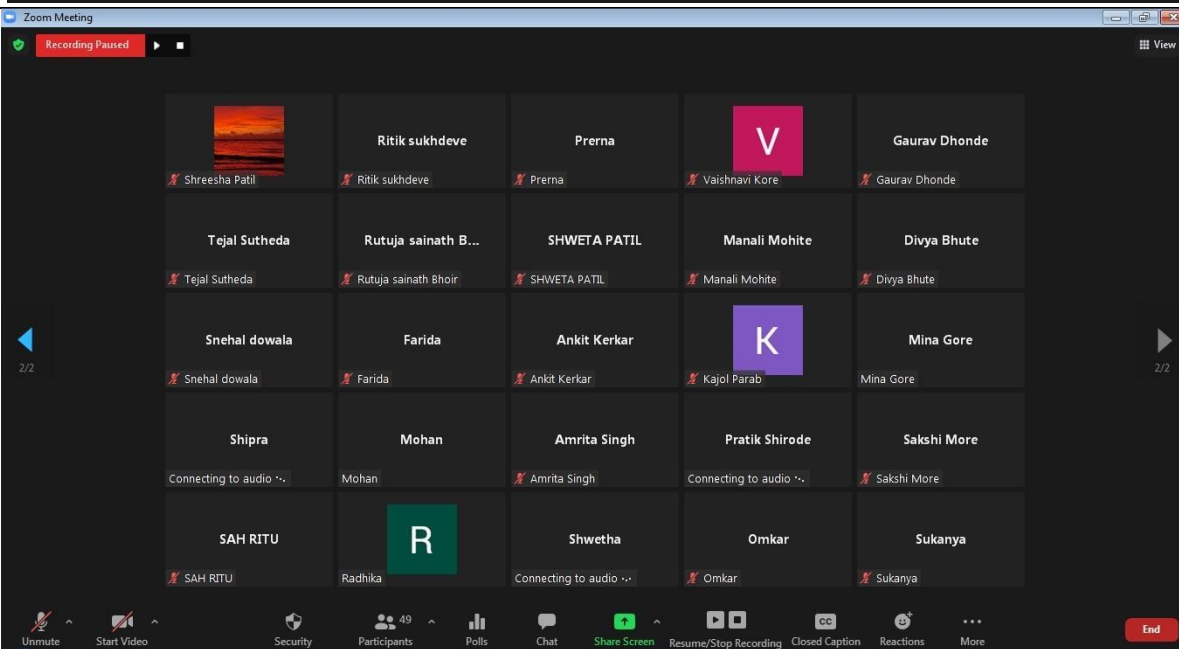 Zoom Meeting
Recording Paused
View
Ritik sukhdeve
Prerna
V
Gaurav Dhonde
Shreesha Patil
Ritik sukhdeve
Prerna
Vaishnavi Kore
Gaurav Dhonde
Tejal Sutheda
Rutuja sainath B...
SHWETA PATIL
Manali Mohite
Divya Bhute
Tejal Sutheda
Rutuja sainath Bhoir
SHWETA PATIL
Manali Mohite
Divya Bhute
Snehal dowala
Farida
Ankit Kerkar
K
Mina Gore
2/2
2/2
Snehal dowala
Farida
Ankit Kerkar
Kajol Parab
Mina Gore
Shipra
Mohan
Amrita Singh
Pratik Shirode
Sakshi More
Connecting to audio
Mohan
Amrita Singh
Connecting to audio
Sakshi More
SAH RITU
R
Shwetha
Omkar
Sukanya
SAH RITU
Radhika
Connecting to audio
Omkar
Sukanya
49
CC
Unmute
Start Video
Security
Participants
Polls
Chat
Share Screen
Resume/Stop Recording
Closed Caption
Reactions
More
End